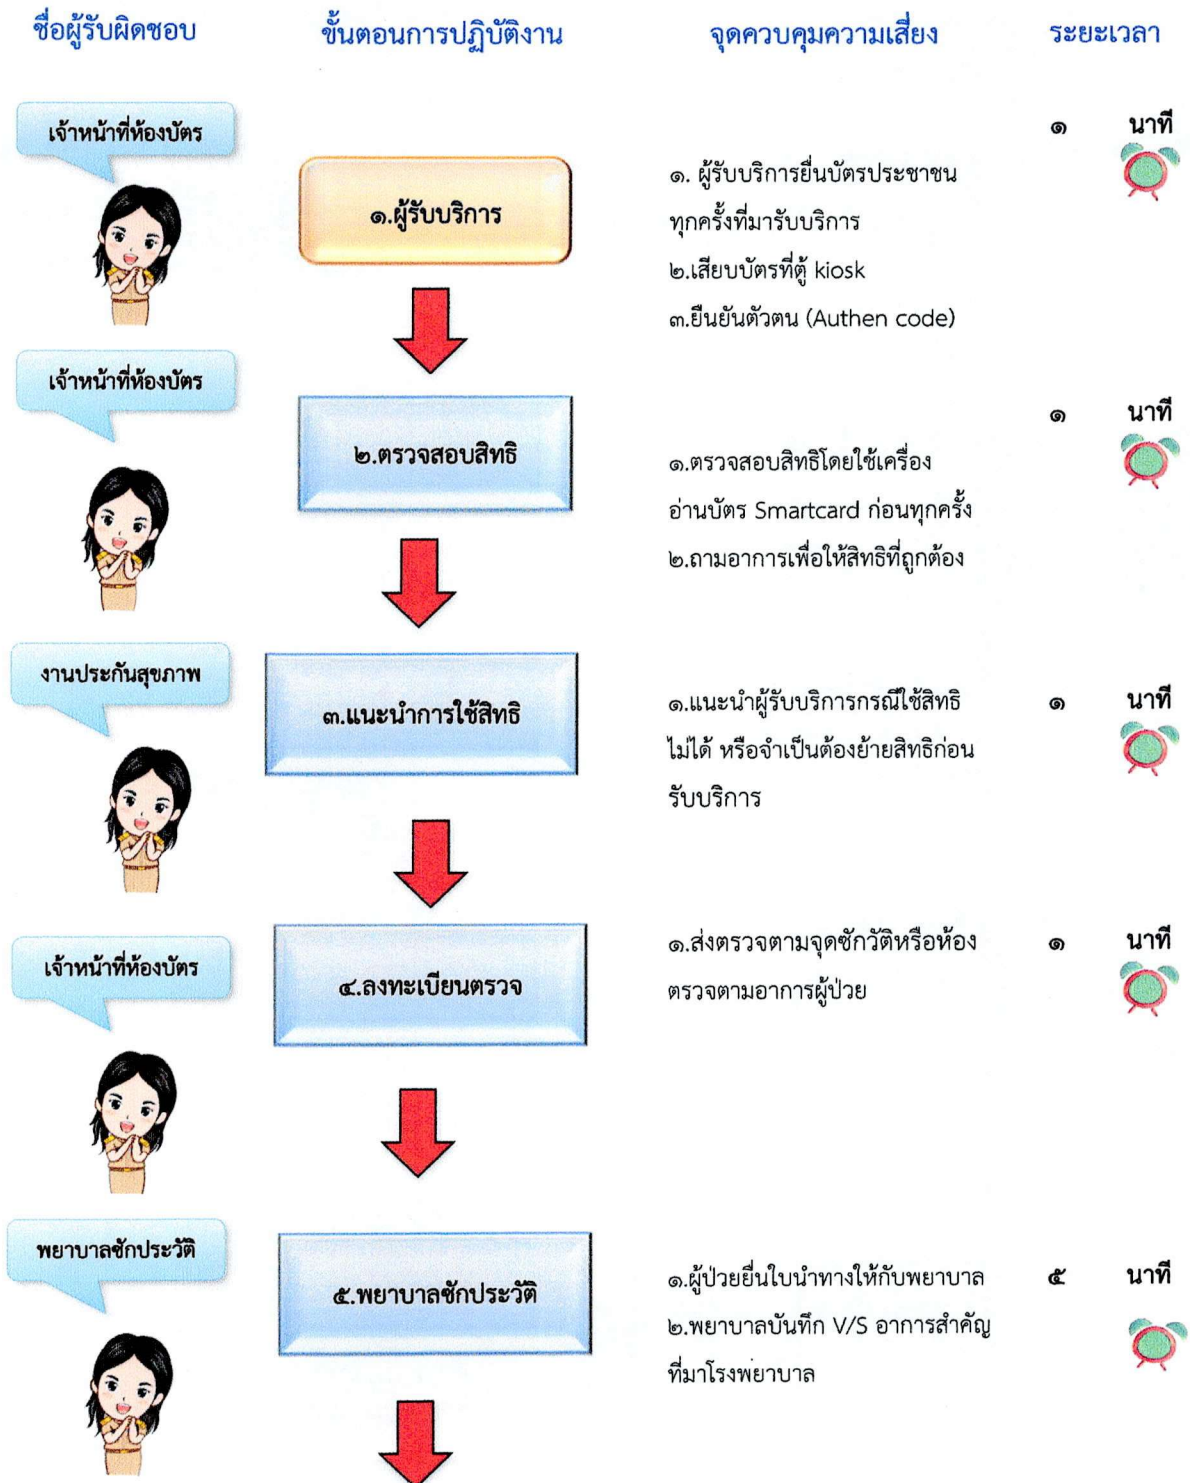 ชื่อผู้รับผิดชอบ ขั้นตอนการปฏิบัติงาน จุดควบคุมความเสี่ยง ระยะเวลา
เจ้าหน้าที่ห้องบัตร
๑.ผู้รับบริการ
๑. ผู้รับบริการยื่นบัตรประชาชน
ทุกครั้งที่มารับบริการ
๒.เสียบบัตรที่ตู้ kiosk
๓.ยืนยันตัวตน (Authen code)
๑ นาที
เจ้าหน้าที่ห้องบัตร
๒.ตรวจสอบสิทธิ
๑.ตรวจสอบสิทธิโดยใช้เครื่อง
อ่านบัตร Smartcard ก่อนทุกครั้ง
๒.ถามอาการเพื่อให้สิทธิที่ถูกต้อง
๑ นาที
งานประกันสุขภาพ
๓.แนะนำการใช้สิทธิ
๑.แนะนำผู้รับบริการกรณีใช้สิทธิ
ไม่ได้ หรือจำเป็นต้องย้ายสิทธิก่อน
รับบริการ
๑ นาที
เจ้าหน้าที่ห้องบัตร
๔.ลงทะเบียนตรวจ
๑.ส่งตรวจตามจุดซักวัติหรือห้อง
ตรวจตามอาการผู้ป่วย
๑ นาที
พยาบาลซักประวัติ
๕.พยาบาลซักประวัติ
๑.ผู้ป่วยยื่นใบนำทางให้กับพยาบาล
๒.พยาบาลบันทึก V/S อาการสำคัญ
ที่มาโรงพยาบาล
๕ นาที